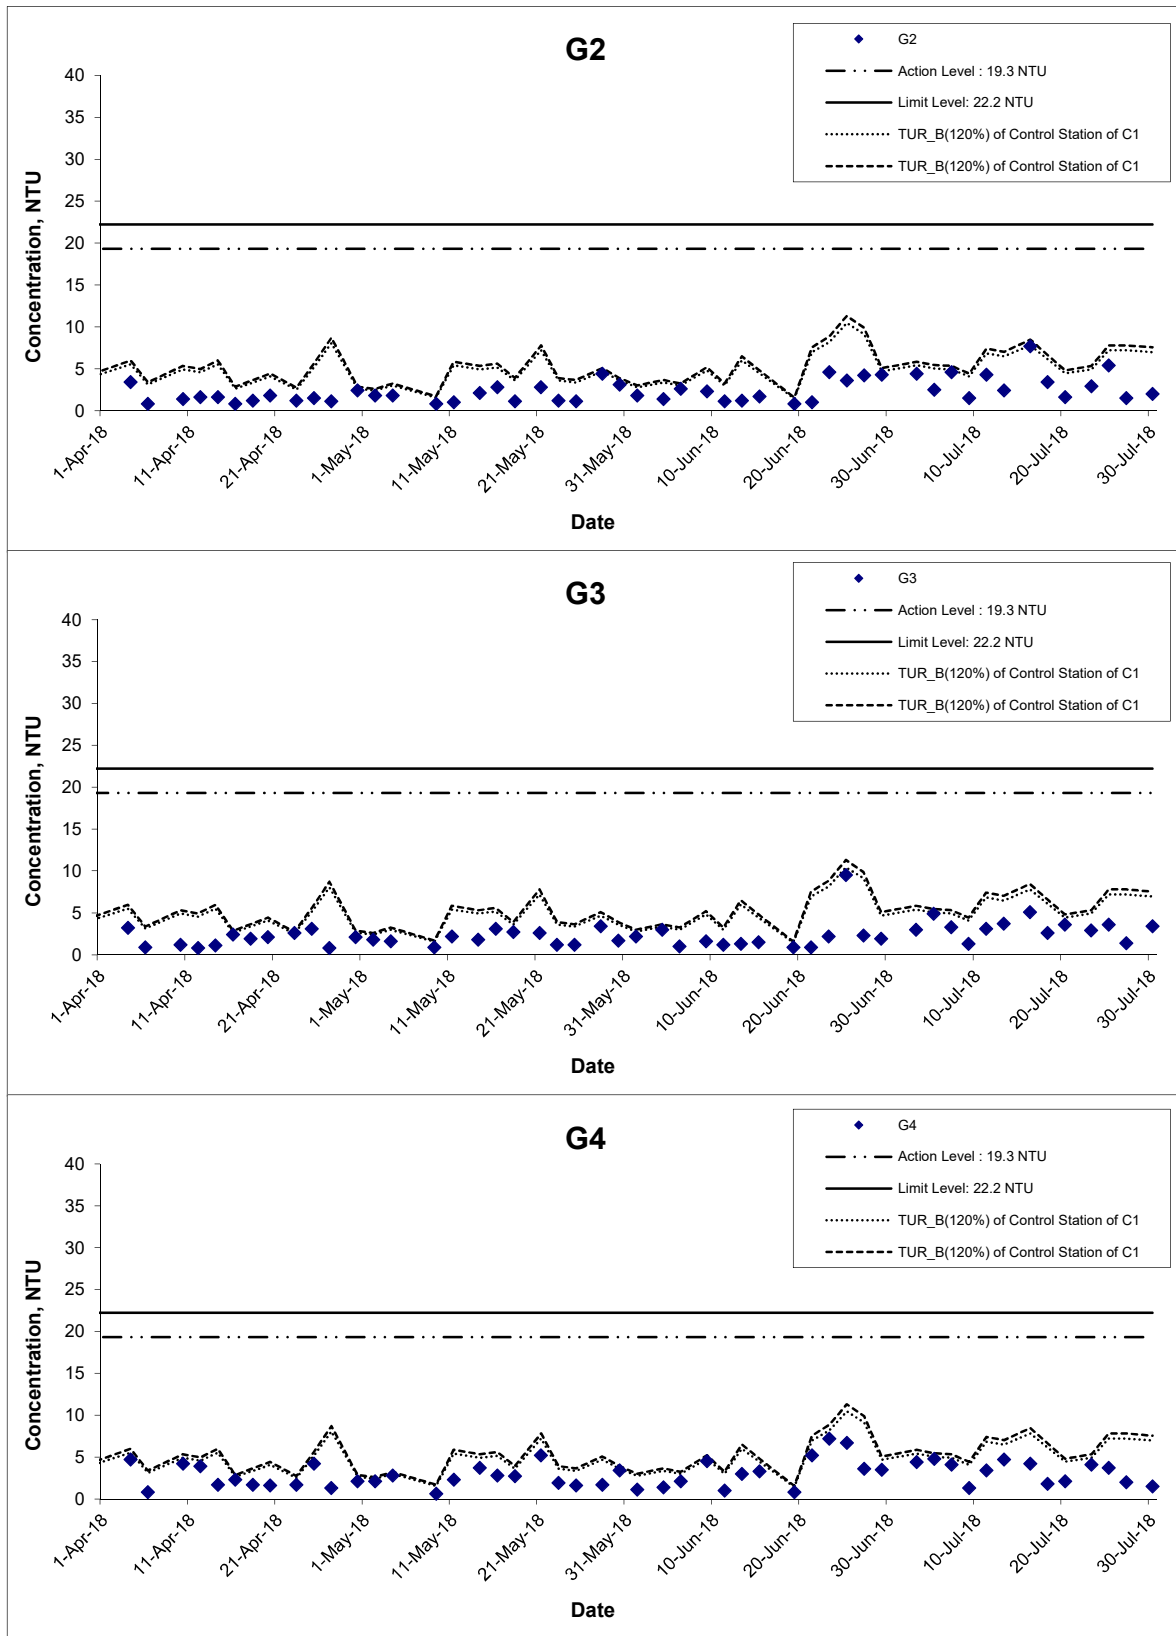 G2
G2
Action Level : 19.3 NTU
Limit Level: 22.2 NTU
TUR_B(120%) of Control Station of C1
TUR_B(120%) of Control Station of C1
Concentration, NTU
40
35
30
25
20
15
10
5
0
1-Apr-18
11-Apr-18
21-Apr-18
1-May-18
11-May-18
21-May-18
31-May-18
10-Jun-18
20-Jun-18
30-Jun-18
10-Jul-18
20-Jul-18
30-Jul-18
Date
G3
G3
Action Level : 19.3 NTU
Limit Level: 22.2 NTU
TUR_B(120%) of Control Station of C1
TUR_B(120%) of Control Station of C1
Concentration, NTU
40
35
30
25
20
15
10
5
0
1-Apr-18
11-Apr-18
21-Apr-18
1-May-18
11-May-18
21-May-18
31-May-18
10-Jun-18
20-Jun-18
30-Jun-18
10-Jul-18
20-Jul-18
30-Jul-18
Date
G4
G4
Action Level : 19.3 NTU
Limit Level: 22.2 NTU
TUR_B(120%) of Control Station of C1
TUR_B(120%) of Control Station of C1
Concentration, NTU
40
35
30
25
20
15
10
5
0
1-Apr-18
11-Apr-18
21-Apr-18
1-May-18
11-May-18
21-May-18
31-May-18
10-Jun-18
20-Jun-18
30-Jun-18
10-Jul-18
20-Jul-18
30-Jul-18
Date